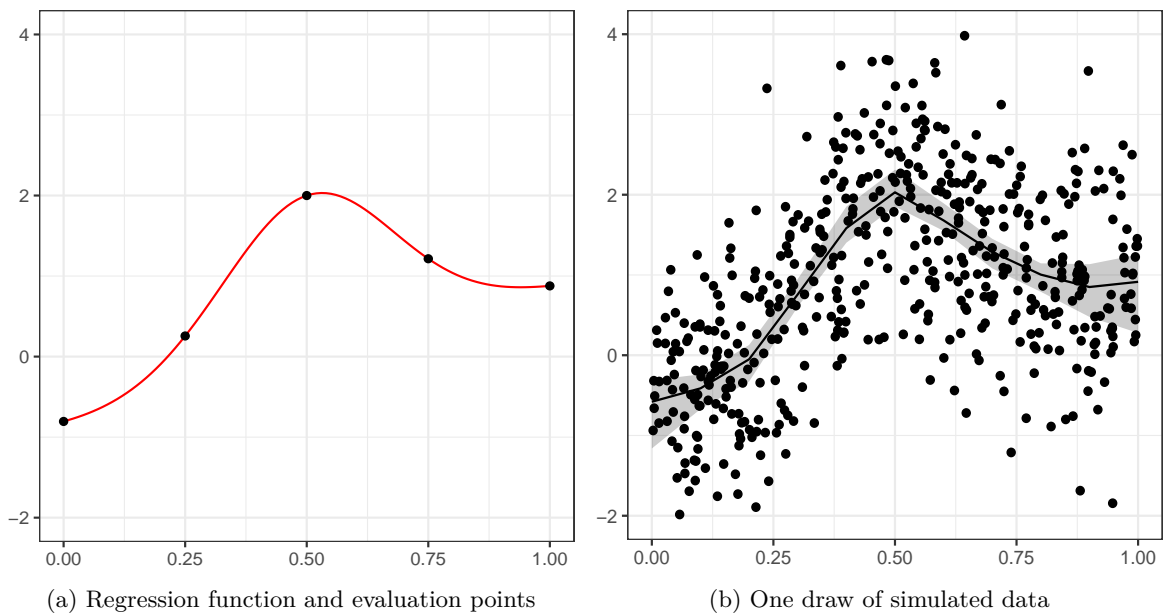 4
2
0
−2
0.00 0.25 0.50 0.75 1.00
(a) Regression function and evaluation points
4
2
0
−2
0.00 0.25 0.50 0.75 1.00
(b) One draw of simulated data